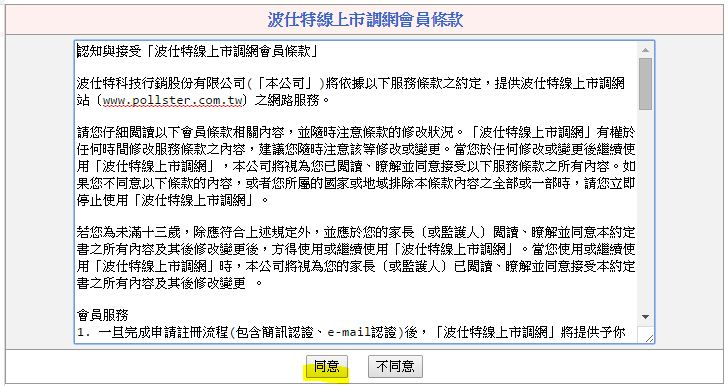 波仕特線上市調網會員條款
認知與接受「波仕特線上市調網會員條款」
波仕特科技行銷股份有限公司(「本公司」)將依據以下服務條款之約定，提供波仕特線上市調網
站〔www.pollster.com.tw〕之網路服務。
請您仔細閱讀以下會員條款相關內容，並隨時注意條款的修改狀況。「波仕特線上市調網」有權於
任何時間修改服務條款之內容，建議您隨時注意該等修改或變更。當您於任何修改或變更後繼續使
用「波仕特線上市調網」，本公司將視為您已閱讀、瞭解並同意接受以下服務條款之所有內容。如
果您不同意以下條款的內容，或者您所屬的國家或地域排除本條款內容之全部或一部時，請您立即
停止使用「波仕特線上市調網」。
若您為未滿十三歲，除應符合上述規定外，並應於您的家長〔或監護人〕閱讀、瞭解並同意本約定
書之所有內容及其後修改變更後，方得使用或繼續使用「波仕特線上市調網」。當您使用或繼續使
用「波仕特線上市調網」時，本公司將視為您的家長〔或監護人〕已閱讀、瞭解並同意接受本約定
書之所有內容及其後修改變更 。
會員服務
1. 一旦完成申請註冊流程(包含簡訊認證、e-mail認證)後，「波仕特線上市調網」將提供予你
同意 不同意